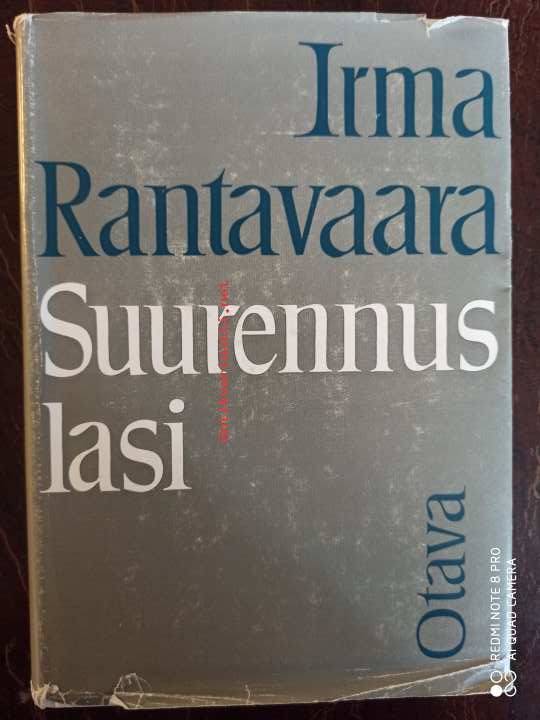 Irma
Rantavaara
Suurennus
lasi
Otava
REDMI NOTE 8 PRO
AI QUAD CAMERA